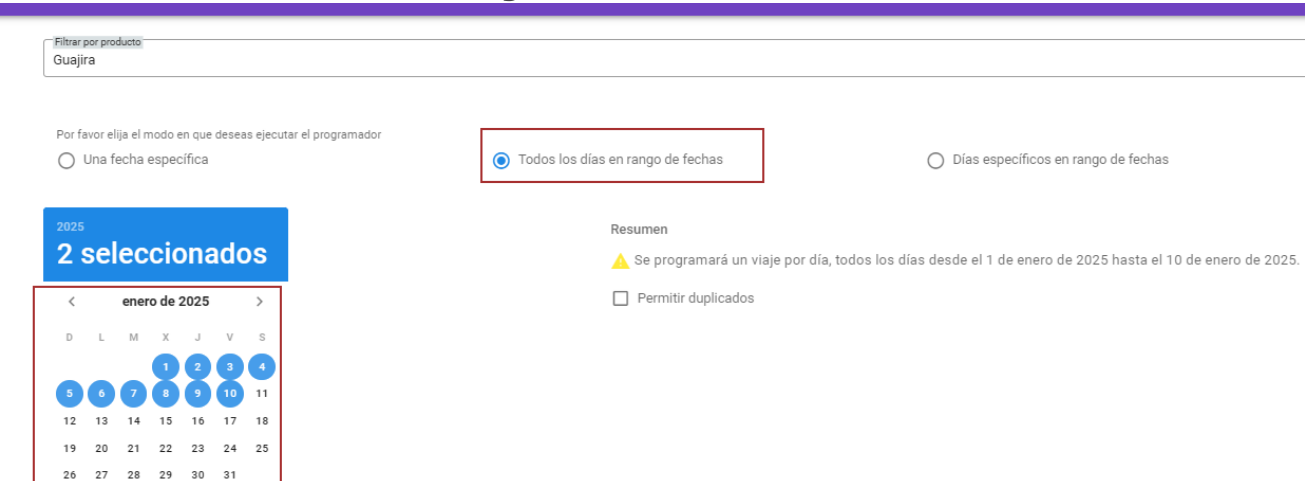 Filtrar por producto
Guajira
Por favor elija el modo en que deseas ejecutar el programador
Una fecha específica
Todos los días en rango de fechas
Días específicos en rango de fechas
2025
2 seleccionados
enero de 2025
D L M X J V S
1 2 3 4
5 6 7 8 9 10 11
12 13 14 15 16 17 18
19 20 21 22 23 24 25
26 27 28 29 30 31
Resumen
Se programará un viaje por día, todos los días desde el 1 de enero de 2025 hasta el 10 de enero de 2025.
Permitir duplicados